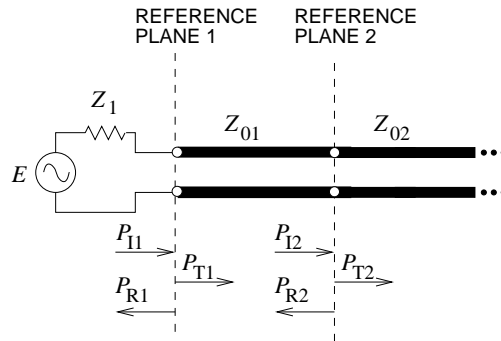 REFERENCE PLANE 1
REFERENCE PLANE 2
Z1
Z01
Z02
E
PI1
PT1
PR1
PI2
PT2
PR2